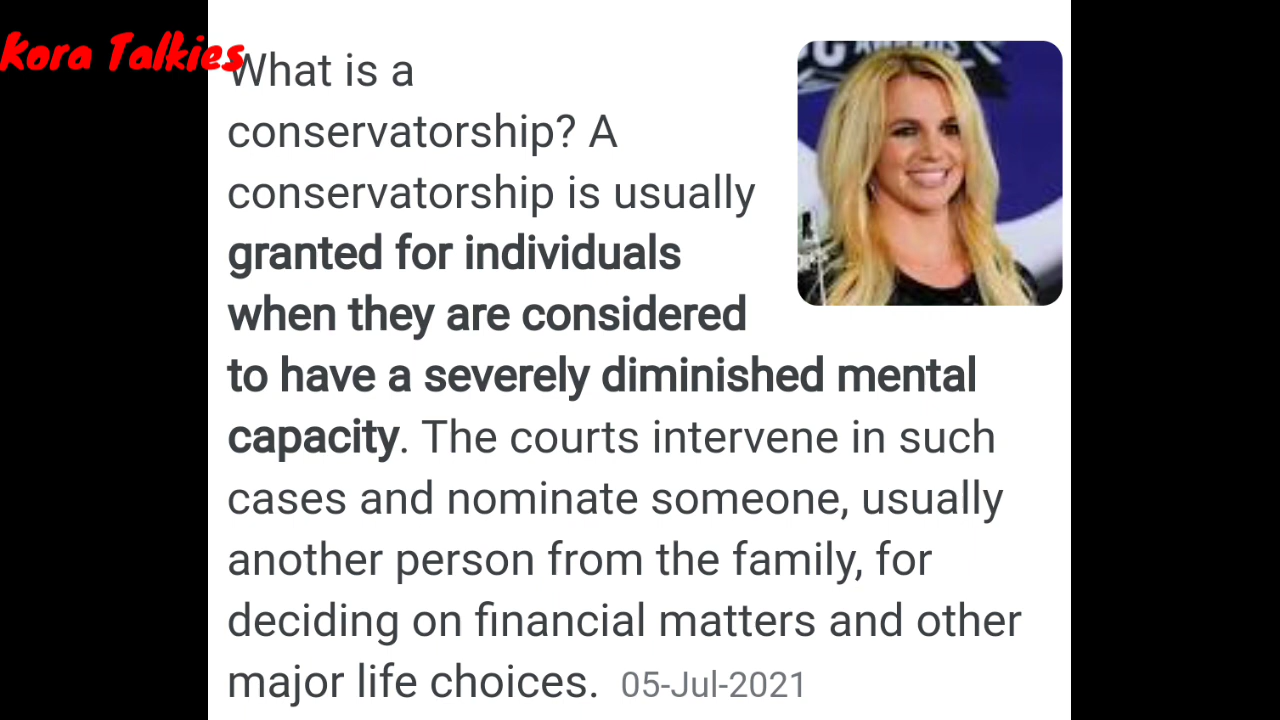 Kora Talkies
What is a
conservatorship? A
conservatorship is usually
granted for individuals
when they are considered
to have a severely diminished mental
capacity. The courts intervene in such
cases and nominate someone, usually
another person from the family, for
deciding on financial matters and other
major life choices. 05-Jul-2021